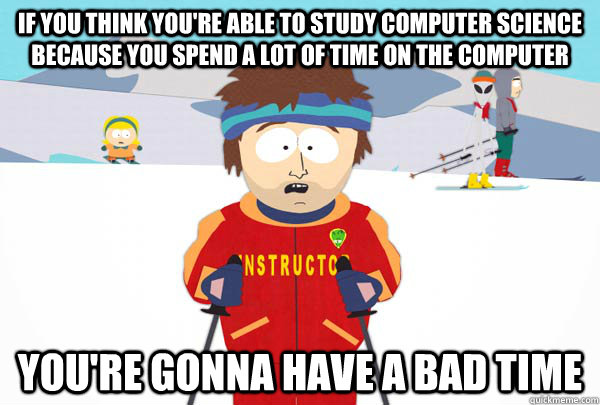 IF YOU THINK YOU'RE ABLE TO STUDY COMPUTER SCIENCE
BECAUSE YOU SPEND A LOT OF TIME ON THE COMPUTER
INSTRUCTO
YOU'RE GONNA HAVE A BAD TIME
quickmeme.com